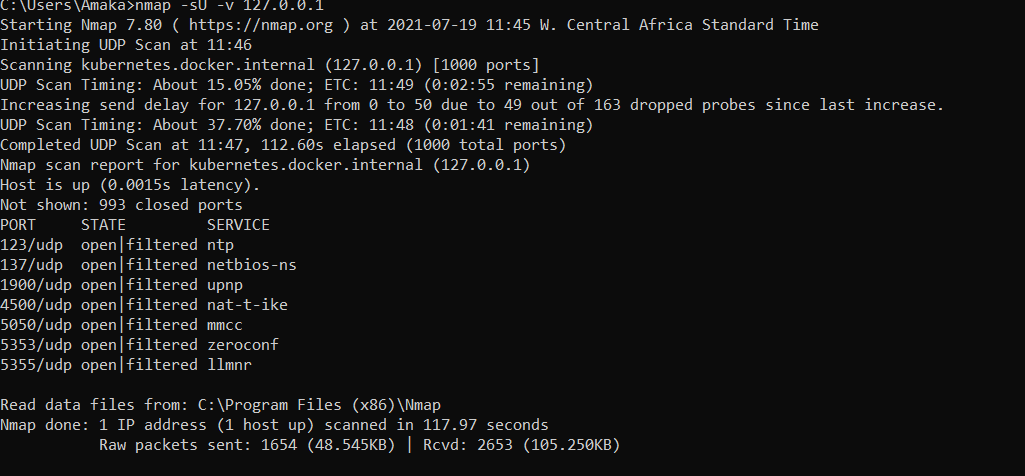 C:\Users\Amaka>nmap -sU -v 127.0.0.1
Starting Nmap 7.80 ( https://nmap.org ) at 2021-07-19 11:45 W. Central Africa Standard Time
Initiating UDP Scan at 11:46
Scanning kubernetes.docker.internal (127.0.0.1) [1000 ports]
UDP Scan Timing: About 15.05% done; ETC: 11:49 (0:02:55 remaining)
Increasing send delay for 127.0.0.1 from 0 to 50 due to 49 out of 163 dropped probes since last increase.
UDP Scan Timing: About 37.70% done; ETC: 11:48 (0:01:41 remaining)
Completed UDP Scan at 11:47, 112.60s elapsed (1000 total ports)
Nmap scan report for kubernetes.docker.internal (127.0.0.1)
Host is up (0.0015s latency).
Not shown: 993 closed ports
PORT     STATE         SERVICE
123/udp  open|filtered ntp
137/udp  open|filtered netbios-ns
1900/udp open|filtered upnp
4500/udp open|filtered nat-t-ike
5050/udp open|filtered mmcc
5353/udp open|filtered zeroconf
5355/udp open|filtered llmnr
Read data files from: C:\Program Files (x86)\Nmap
Nmap done: 1 IP address (1 host up) scanned in 117.97 seconds
           Raw packets sent: 1654 (48.545KB) | Rcvd: 2653 (105.250KB)